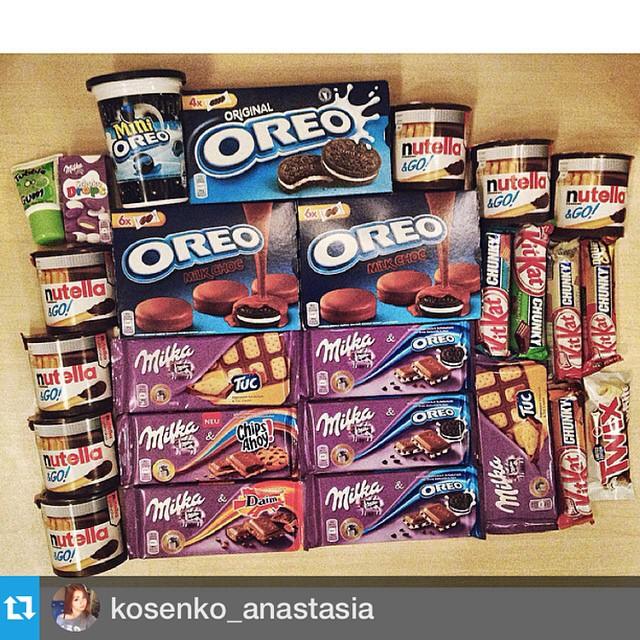 Mini
OREO
4x
ORIGINAL
OREO
nutella
&GO!
nutella
&GO!
nutella
&GO!
Milka
Drops
6x
OREO
MILK CHOC
6x
OREO
MILK CHOC
nutella
&GO!
KitKat CHUNKY
KitKat CHUNKY
KitKat CHUNKY
KitKat CHUNKY
Milka
TUC
Milka & OREO
nutella
&GO!
Milka
TUC
KitKat CHUNKY
TWIX
Milka NEU &
Chips Ahoy!
Milka & OREO
nutella
&GO!
Milka & Daim
Milka & OREO
nutella
&GO!
kosenko_anastasia